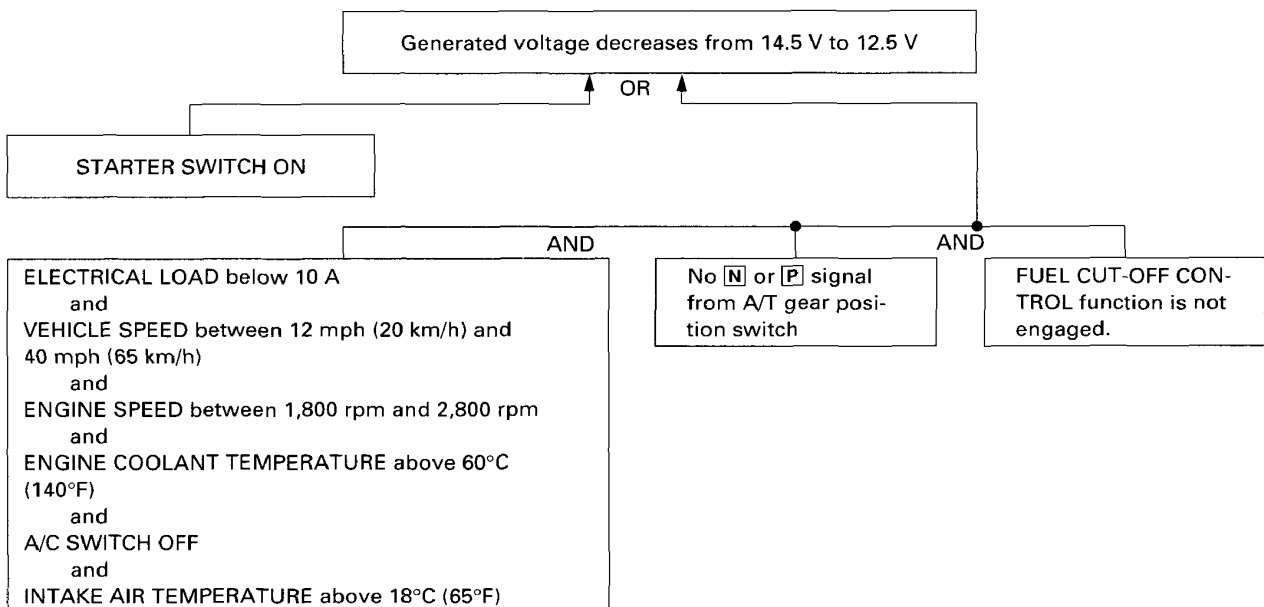 Generated voltage decreases from 14.5 V to 12.5 V
OR
STARTER SWITCH ON
AND
AND
ELECTRICAL LOAD below 10 A
and
VEHICLE SPEED between 12 mph (20 km/h) and
40 mph (65 km/h)
and
ENGINE SPEED between 1,800 rpm and 2,800 rpm
and
ENGINE COOLANT TEMPERATURE above 60°C
(140°F)
and
A/C SWITCH OFF
and
INTAKE AIR TEMPERATURE above 18°C (65°F)
No N or P signal
from A/T gear posi-
tion switch
FUEL CUT-OFF CON-
TROL function is not
engaged.